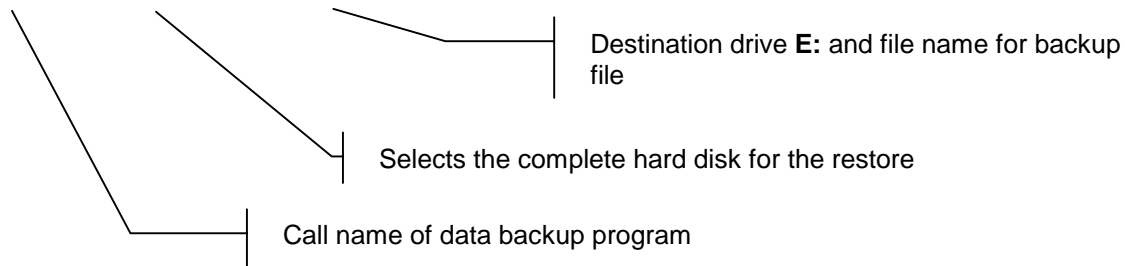 Destination drive E: and file name for backup
file
Selects the complete hard disk for the restore
Call name of data backup program